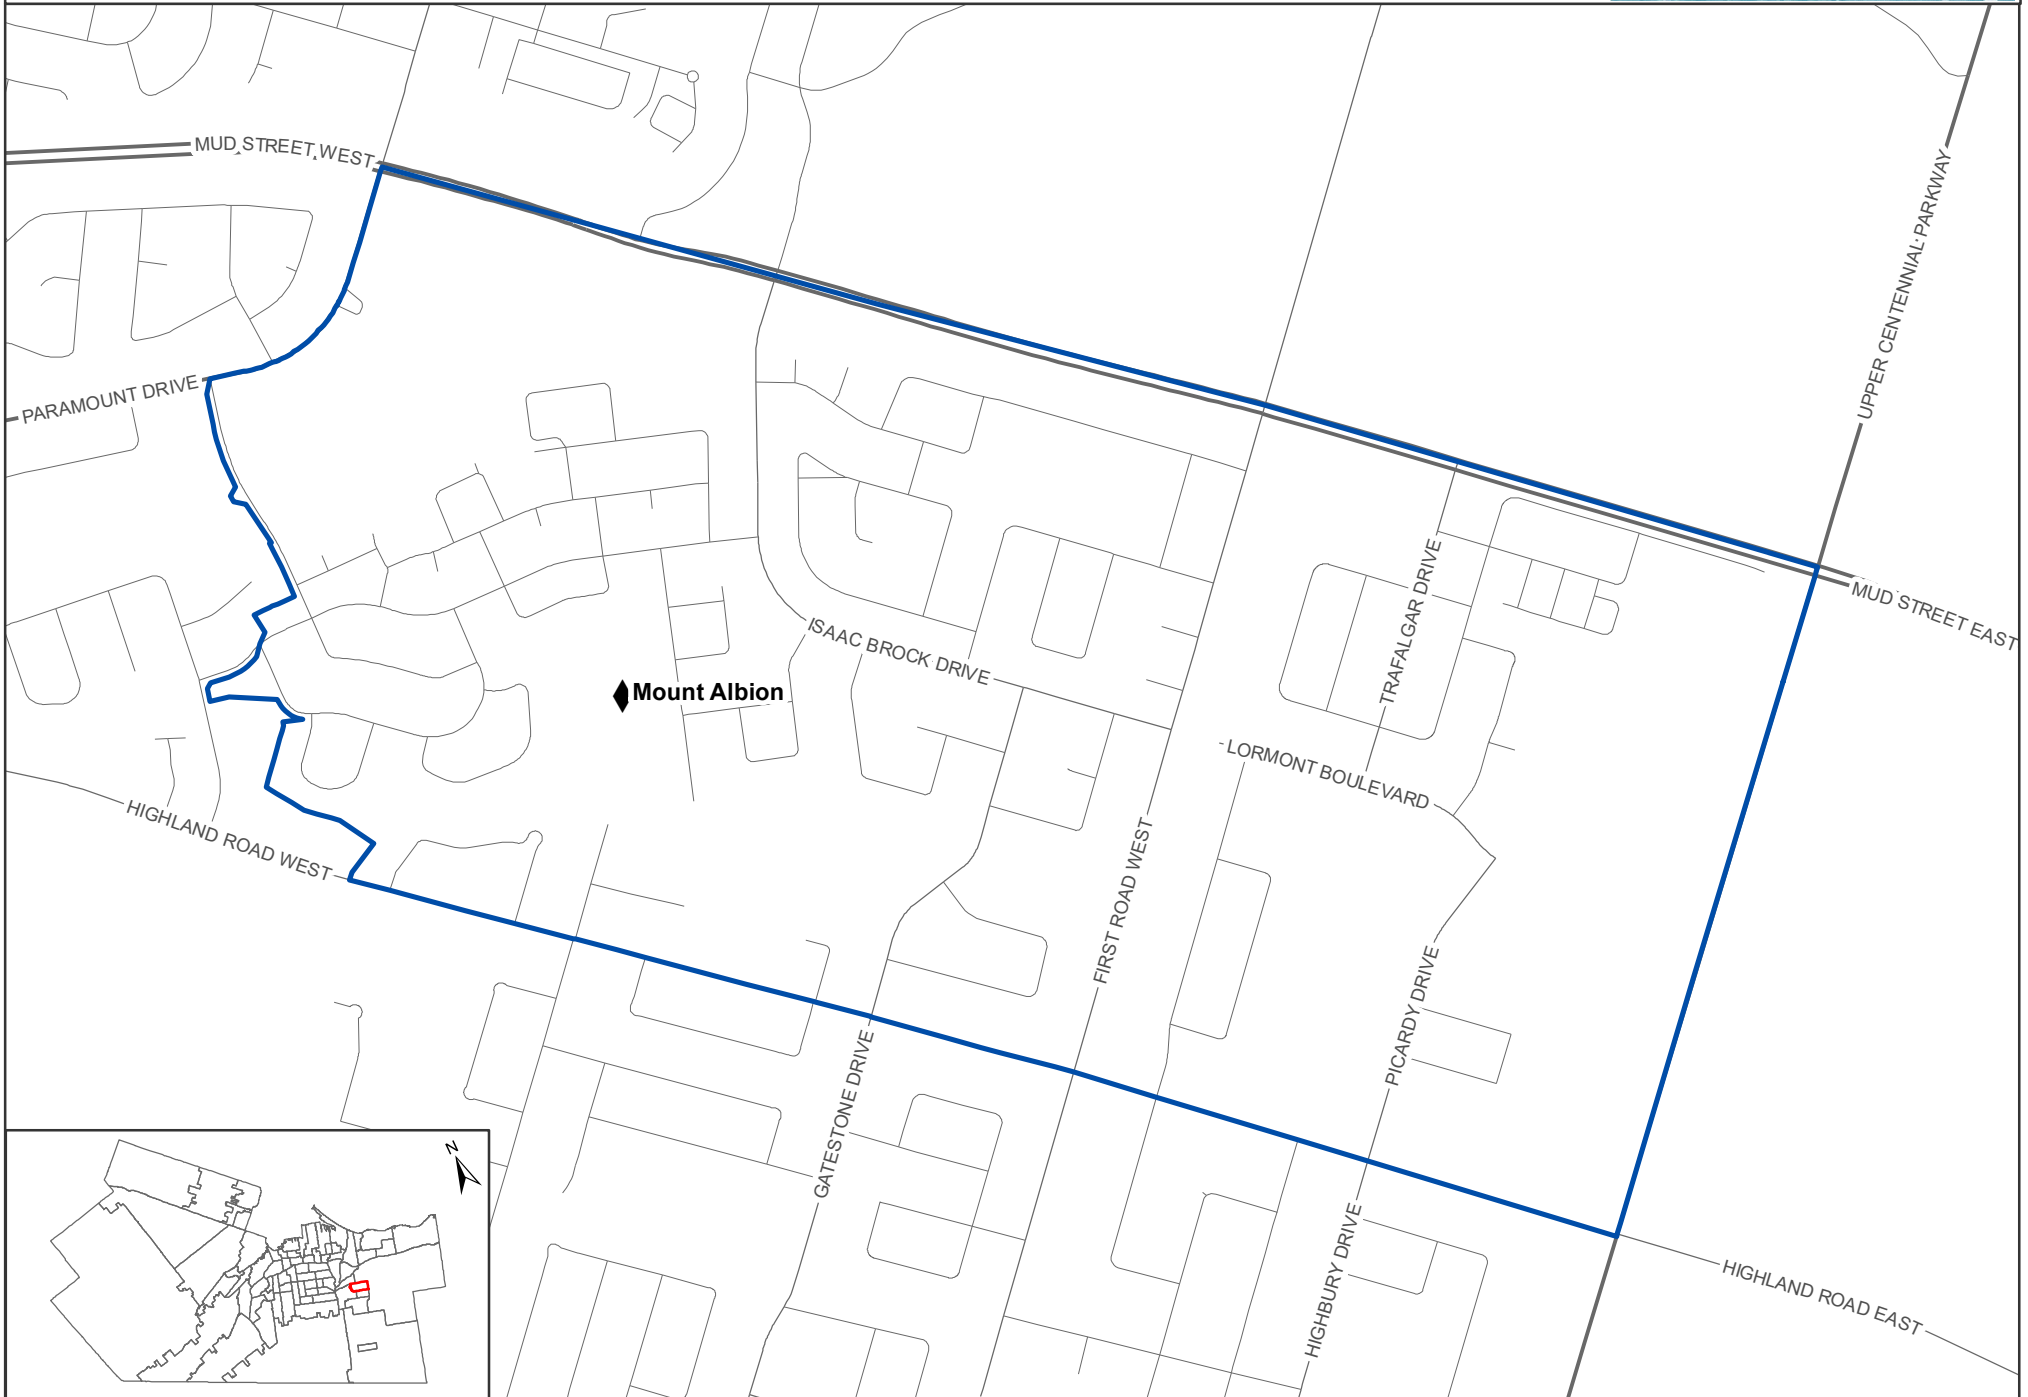 MUD STREET WEST
UPPER CENTENNIAL PARKWAY
PARAMOUNT DRIVE
MUD STREET EAST
TRAFALGAR DRIVE
ISAAC BROCK DRIVE
Mount Albion
LORMONT BOULEVARD
HIGHLAND ROAD WEST
FIRST ROAD WEST
PICARDY DRIVE
GATESTONE DRIVE
N
HIGHBURY DRIVE
HIGHLAND ROAD EAST